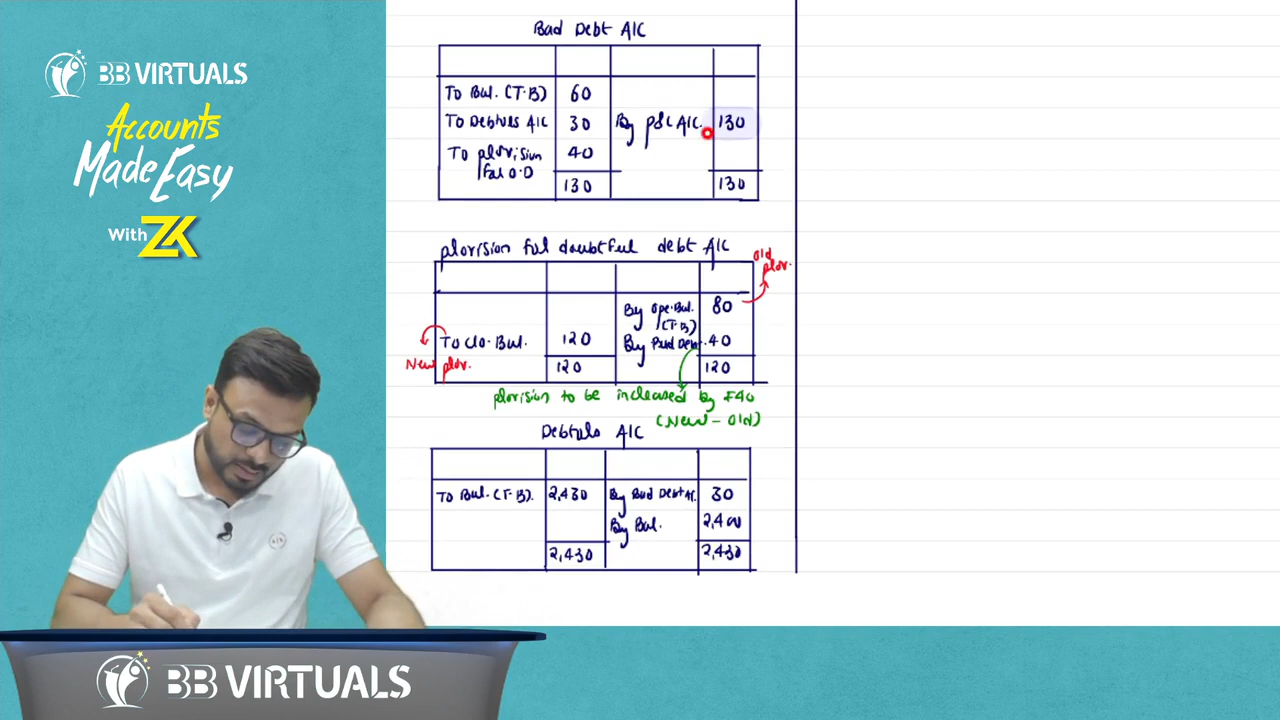 BB VIRTUALS
Accounts
Made Easy
With ZK
Bad Debt A/C
To Bal. (T.B) 60
To Debtors A/C 30 By P&L A/C. 130
To provision 40
for D.D
130 130
provision for doubtful debt A/C
old
prov.
By Ope. Bal. 80
(T.B)
To Clo. Bal. 120 By Bad Debt. 40
New prov. 120 120
provision to be increased by ₹40
(New - Old)
Debtors A/C
To Bal. (T.B). 2,430 By Bad Debt A/c. 30
By Bal. 2,400
2,430 2,430
BB VIRTUALS